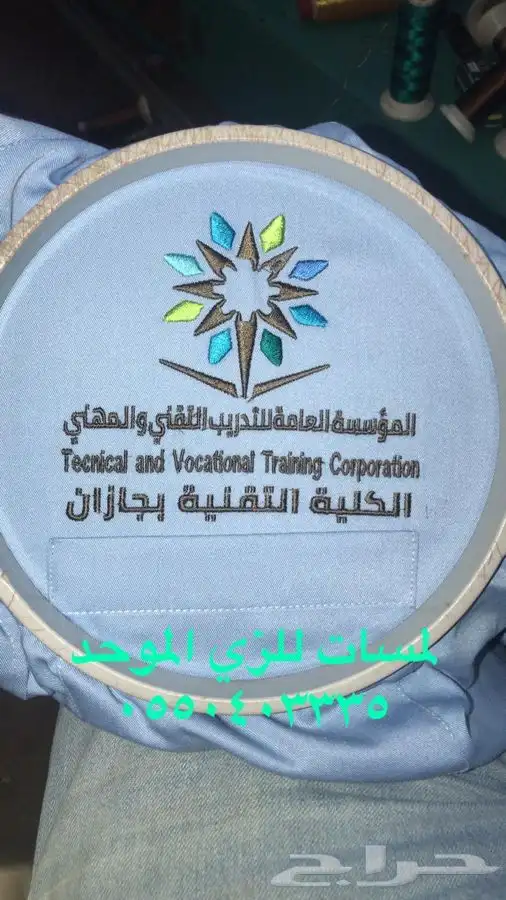 المؤسسة العامة للتدريب التقني والمهني
Tecnical and Vocational Training Corporation
الكلية التقنية بجازان
لمسات للزي الموحد
٠٥٥٠٤٠٣٣٣٥
حراج